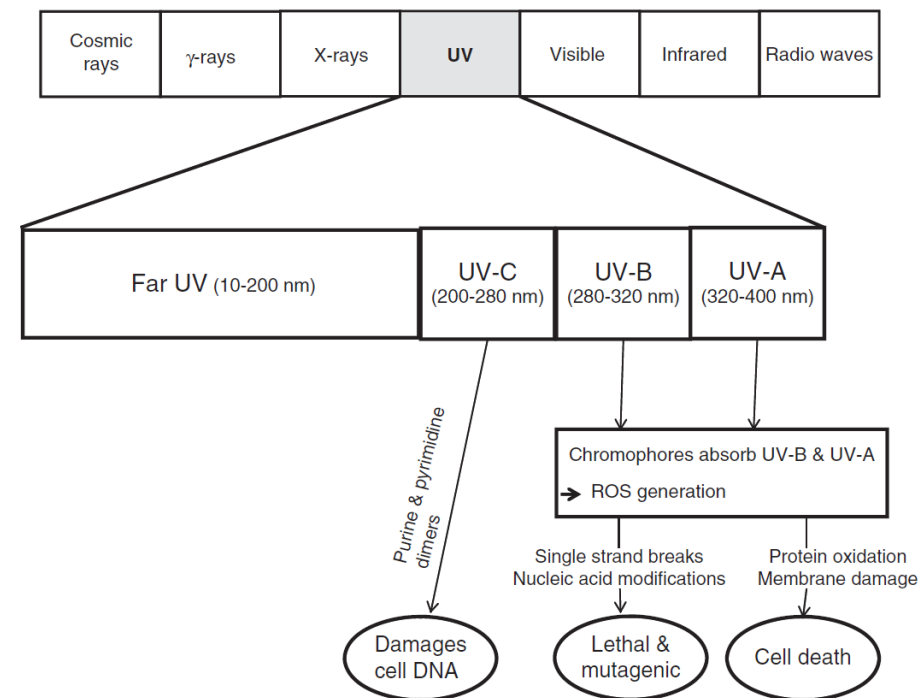 Cosmic
rays
γ-rays
X-rays
UV
Visible
Infrared
Radio waves
Far UV (10-200 nm)
UV-C
(200-280 nm)
UV-B
(280-320 nm)
UV-A
(320-400 nm)
Purine & pyrimidine
dimers
Chromophores absorb UV-B & UV-A
➔ ROS generation
Single strand breaks
Nucleic acid modifications
Protein oxidation
Membrane damage
Damages
cell DNA
Lethal &
mutagenic
Cell death